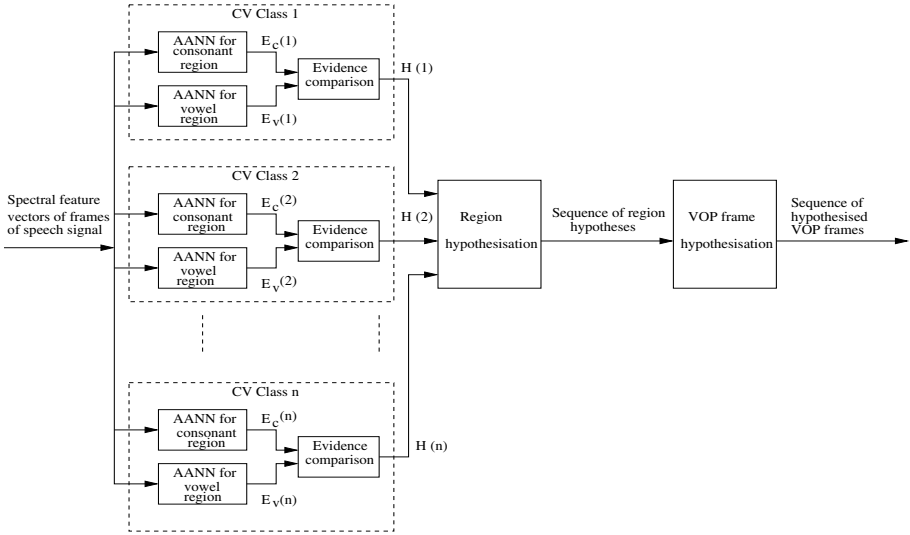 CV Class 1
AANN for
consonant
region
E_c(1)
AANN for
vowel
region
E_v(1)
Evidence
comparison
H (1)
CV Class 2
AANN for
consonant
region
E_c(2)
AANN for
vowel
region
E_v(2)
Evidence
comparison
H (2)
Spectral feature
vectors of frames
of speech signal
Region
hypothesisation
Sequence of region
hypotheses
VOP frame
hypothesisation
Sequence of
hypothesised
VOP frames
CV Class n
AANN for
consonant
region
E_c(n)
AANN for
vowel
region
E_v(n)
Evidence
comparison
H (n)